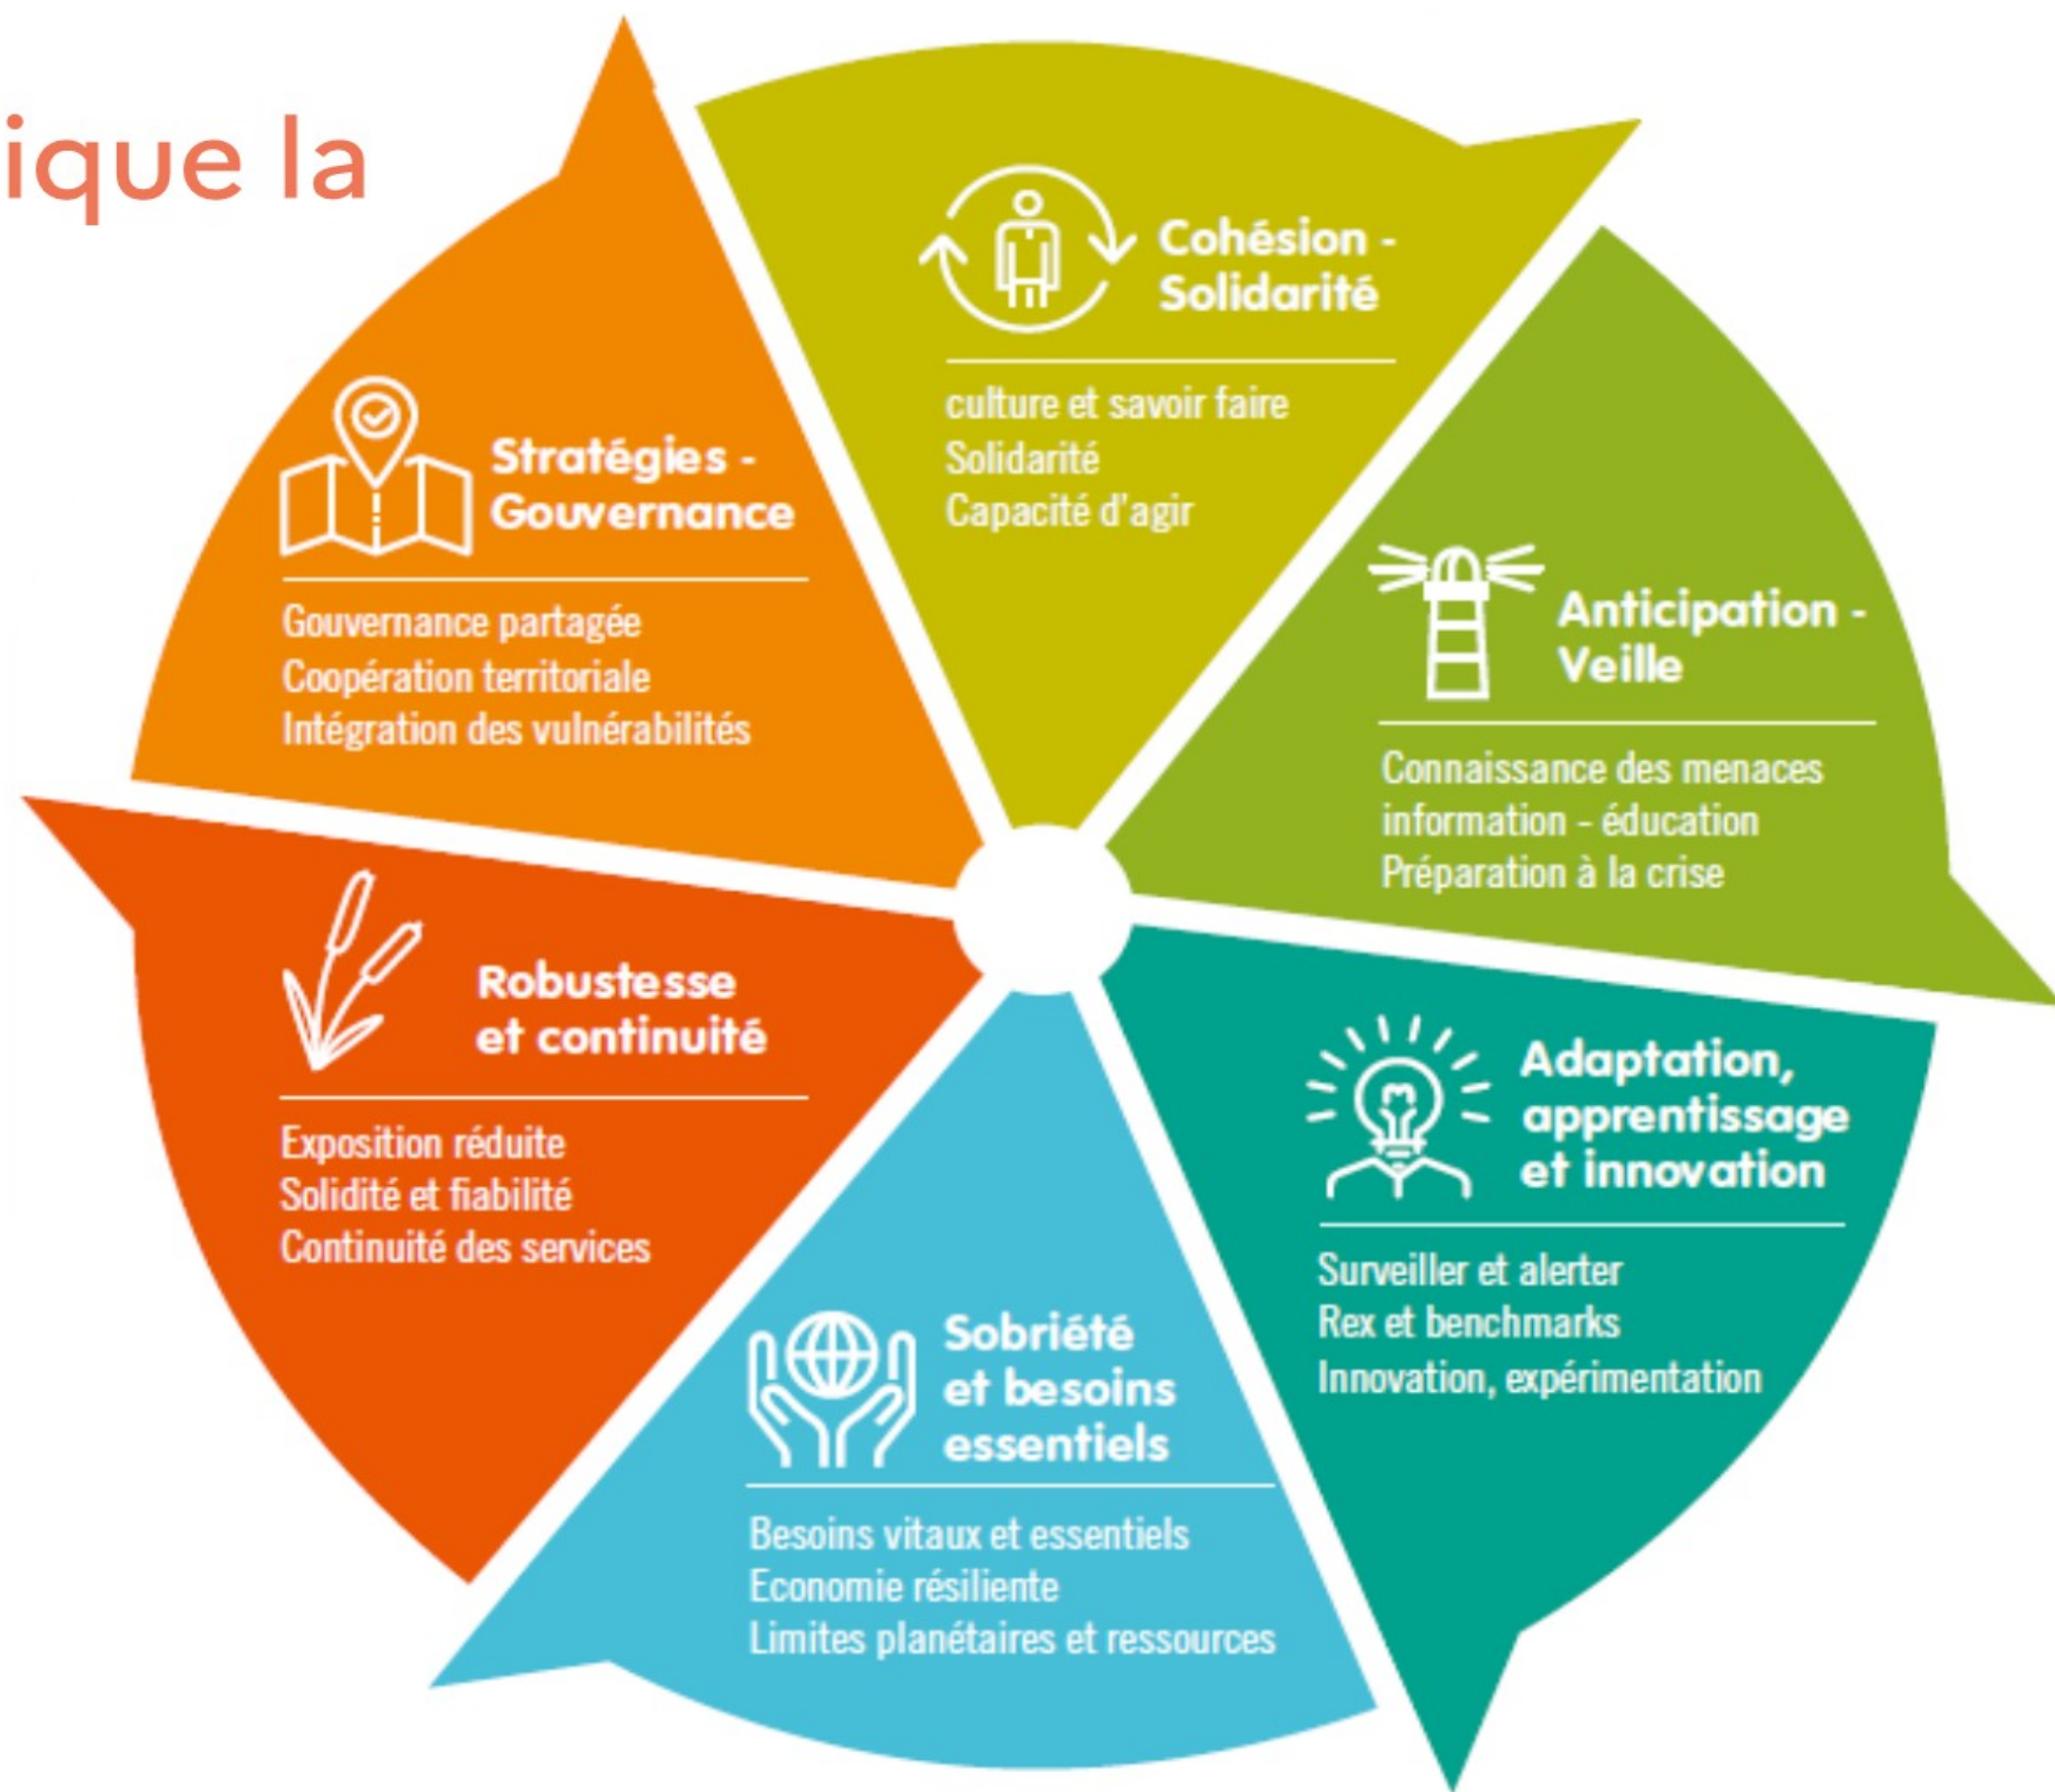 ique la
Stratégies -
Gouvernance
Gouvernance partagée
Coopération territoriale
Intégration des vulnérabilités
Cohésion -
Solidarité
culture et savoir faire
Solidarité
Capacité d'agir
Anticipation -
Veille
Connaissance des menaces
information - éducation
Préparation à la crise
Adaptation,
apprentissage
et innovation
Surveiller et alerter
Rex et benchmarks
Innovation, expérimentation
Sobriété
et besoins
essentiels
Besoins vitaux et essentiels
Economie résiliente
Limites planétaires et ressources
Robustesse
et continuité
Exposition réduite
Solidité et fiabilité
Continuité des services